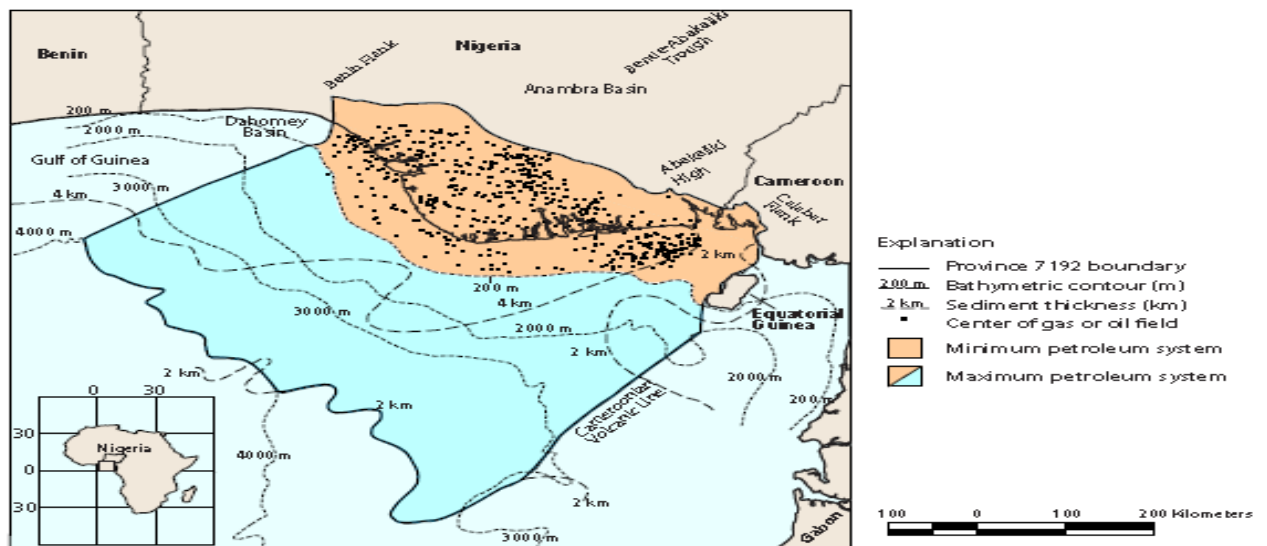 Benin
Nigeria
Benin Flank
Benue-Abakaliki
Trough
Anambra Basin
200 m
2000 m
Dahomey
Basin
Gulf of Guinea
3000 m
4 km
4000 m
Abakaliki
High
Cameroon
Calabar
Flank
2 km
200 m
4 km
3000 m
2000 m
Equatorial
Guinea
2 km
2000 m
200 m
2 km
2 km
Cameroonian
Volcanic Line
4000 m
2 km
3000 m
Gabon
0 30
30
0
30
Nigeria
Explanation
Province 7192 boundary
200 m Bathymetric contour (m)
2 km Sediment thickness (km)
Center of gas or oil field
Minimum petroleum system
Maximum petroleum system
100 0 100 200 Kilometers